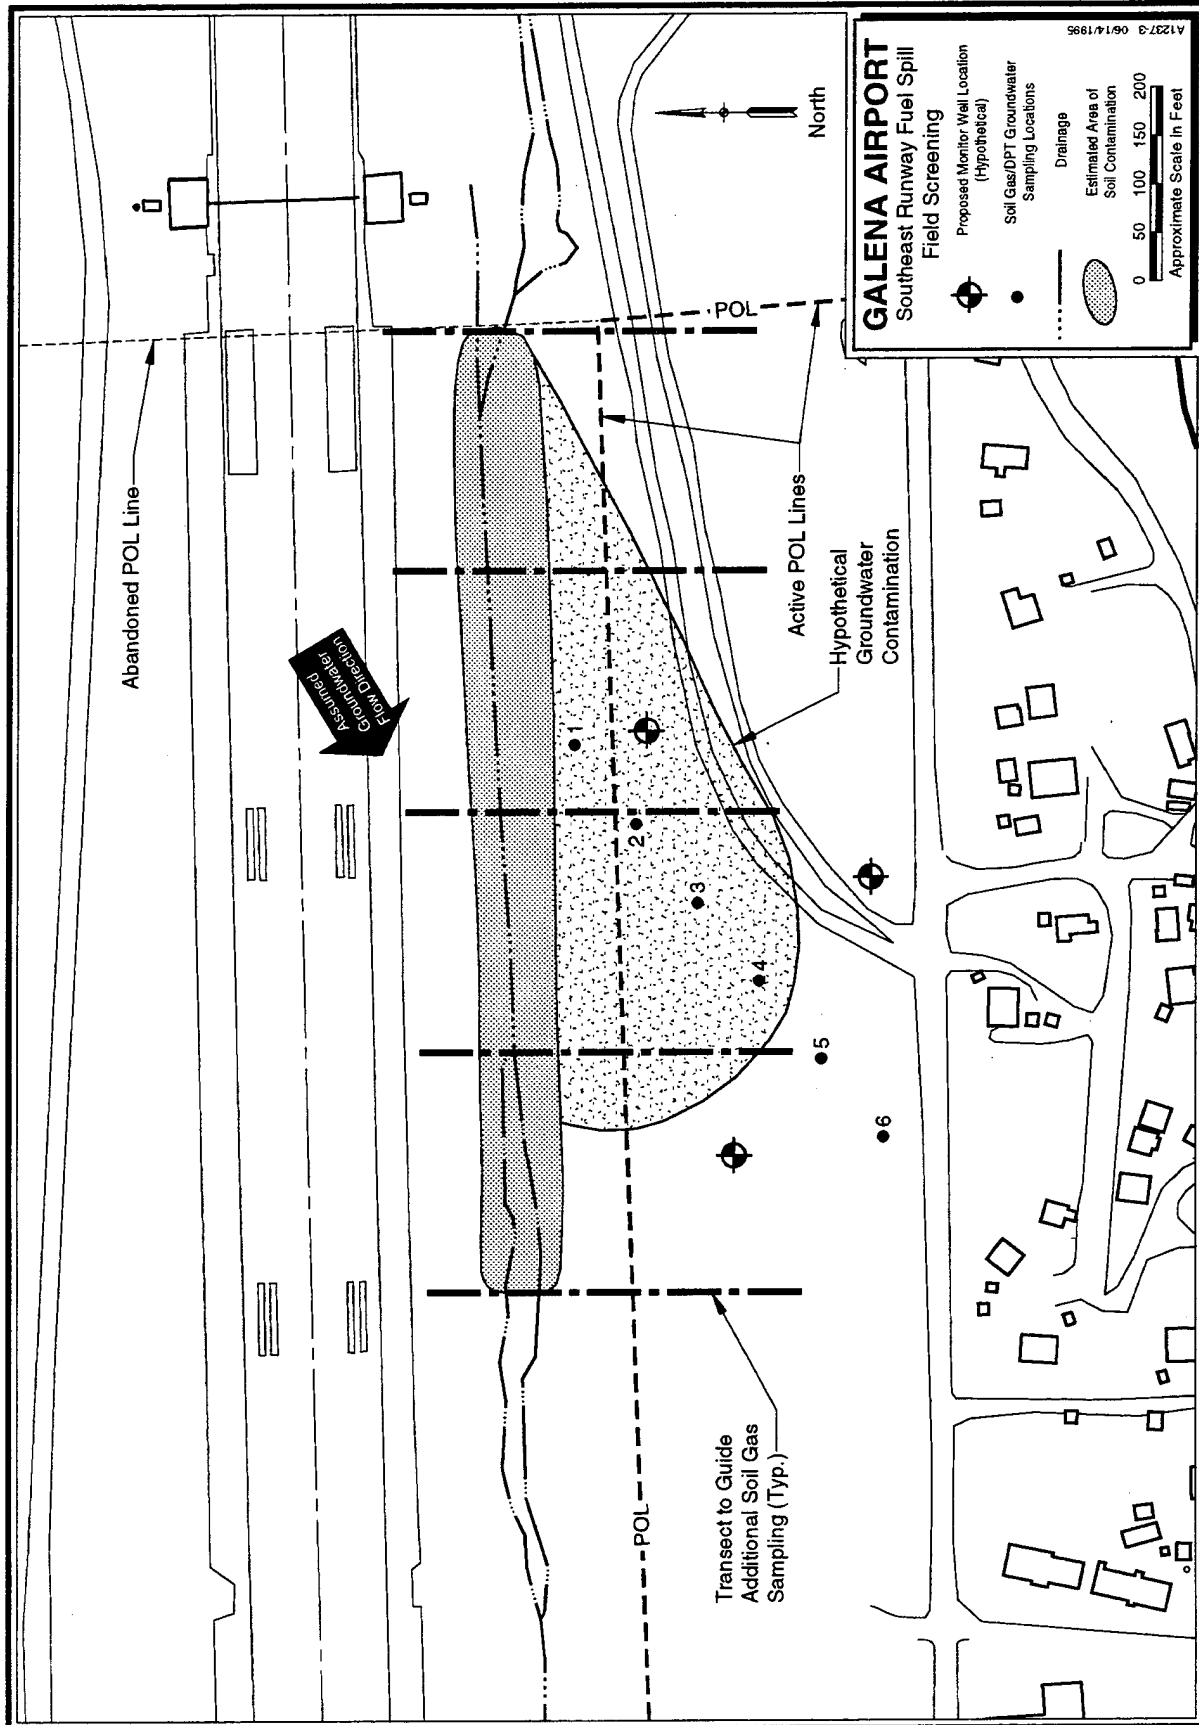 Abandoned POL Line
Assumed
Groundwater
Flow Direction
POL
Active POL Lines
Hypothetical
Groundwater
Contamination
1
2
3
4
5
6
Transect to Guide
Additional Soil Gas
Sampling (Typ.)
POL
North
GALENA AIRPORT
Southeast Runway Fuel Spill
Field Screening
Proposed Monitor Well Location
(Hypothetical)
Soil Gas/DPT Groundwater
Sampling Locations
Drainage
Estimated Area of
Soil Contamination
0 50 100 150 200
Approximate Scale in Feet
A1237-3 06/14/1995